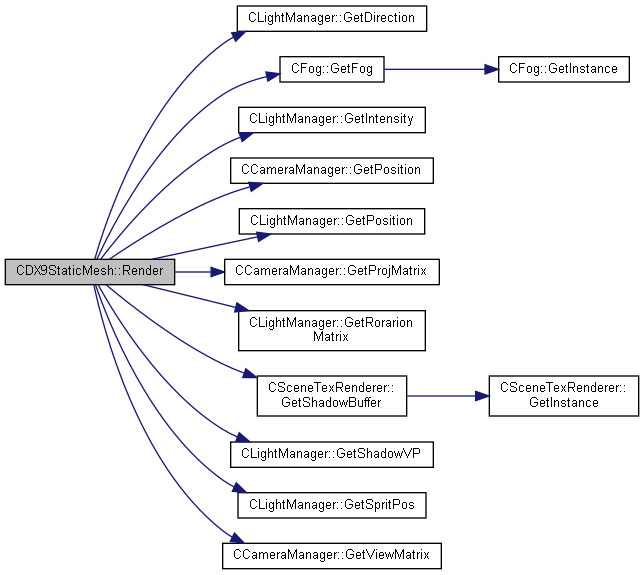 CLightManager::GetDirection
CFog::GetFog
CFog::GetInstance
CLightManager::GetIntensity
CCameraManager::GetPosition
CLightManager::GetPosition
CDX9StaticMesh::Render
CCameraManager::GetProjMatrix
CLightManager::GetRorarion
Matrix
CSceneTexRenderer::
GetShadowBuffer
CSceneTexRenderer::
GetInstance
CLightManager::GetShadowVP
CLightManager::GetSpritPos
CCameraManager::GetViewMatrix